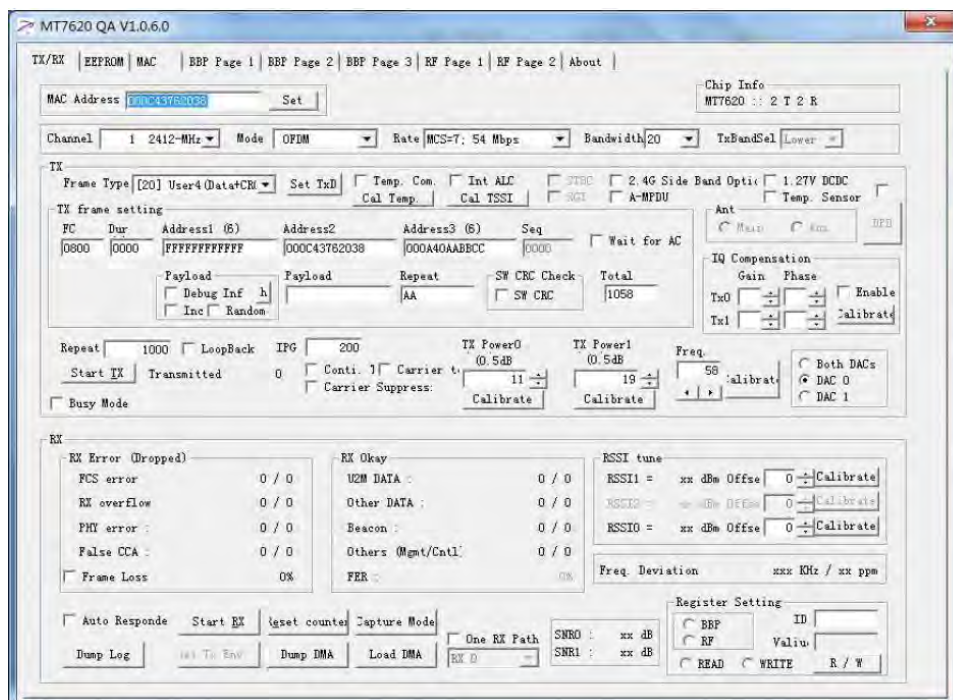 MT7620 QA V1.0.6.0
TX/RX EEPROM MAC BBP Page 1 BBP Page 2 BBP Page 3 RF Page 1 RF Page 2 About
Chip Info
MAC Address 000C43762038 Set MT7620 :: 2 T 2 R
Channel 1 2412-MHz Mode OFDM Rate MCS=7; 54 Mbps Bandwidth 20 TxBandSel Lower
TX
Frame Type [20] User4(Data+CR Set TxD Temp. Com. Int ALC STBC 2.4G Side Band Optic 1.27V DCDC
Cal Temp. Cal TSSI SGI A-MPDU Temp. Sensor
TX frame setting Ant
FC Dur Address1 (6) Address2 Address3 (6) Seq Main Aux DPD
0800 0000 FFFFFFFFFFFF 000C43762038 000A40AABBCC 0000 Wait for AC
IQ Compensation
Payload Payload Repeat SW CRC Check Total Gain Phase
Debug Inf h AA SW CRC 1058 Tx0 Enable
Inc Random Tx1 Calibrate
Repeat 1000 LoopBack IPG 200 TX Power0 TX Power1 Freq.
(0.5dB (0.5dB Both DACs
Start TX Transmitted 0 Conti. T Carrier t 11 19 58 alibrat DAC 0
Carrier Suppress: Calibrate Calibrate DAC 1
Busy Mode
RX
RX Error (Dropped) RX Okay RSSI tune
FCS error 0 / 0 U2M DATA : 0 / 0 RSSI1 = xx dBm Offse 0 Calibrate
RX overflow 0 / 0 Other DATA : 0 / 0 RSSI2 = xx dBm Offse 0 Calibrate
PHY error : 0 / 0 Beacon : 0 / 0 RSSI0 = xx dBm Offse 0 Calibrate
False CCA : 0 / 0 Others (Mgmt/Cntl) 0 / 0
Frame Loss 0% FER : 0% Freq. Deviation xxx KHz / xx ppm
Register Setting
Auto Responde Start RX Reset counter Capture Mode BBP ID
One RX Path SNR0 : xx dB RF Value
Dump Log Dump DMA Load DMA RX 0 SNR1 : xx dB READ WRITE R / W